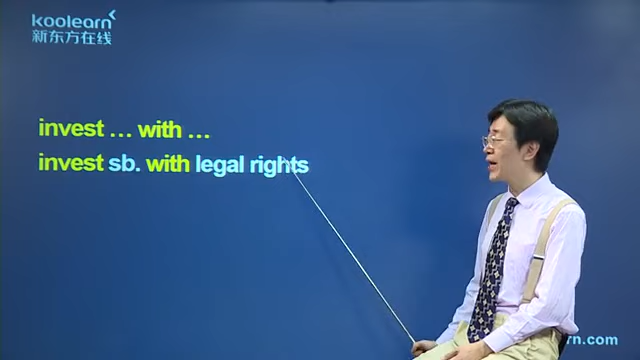 koolearn
新东方在线
invest … with …
invest sb. with legal rights
rn.com